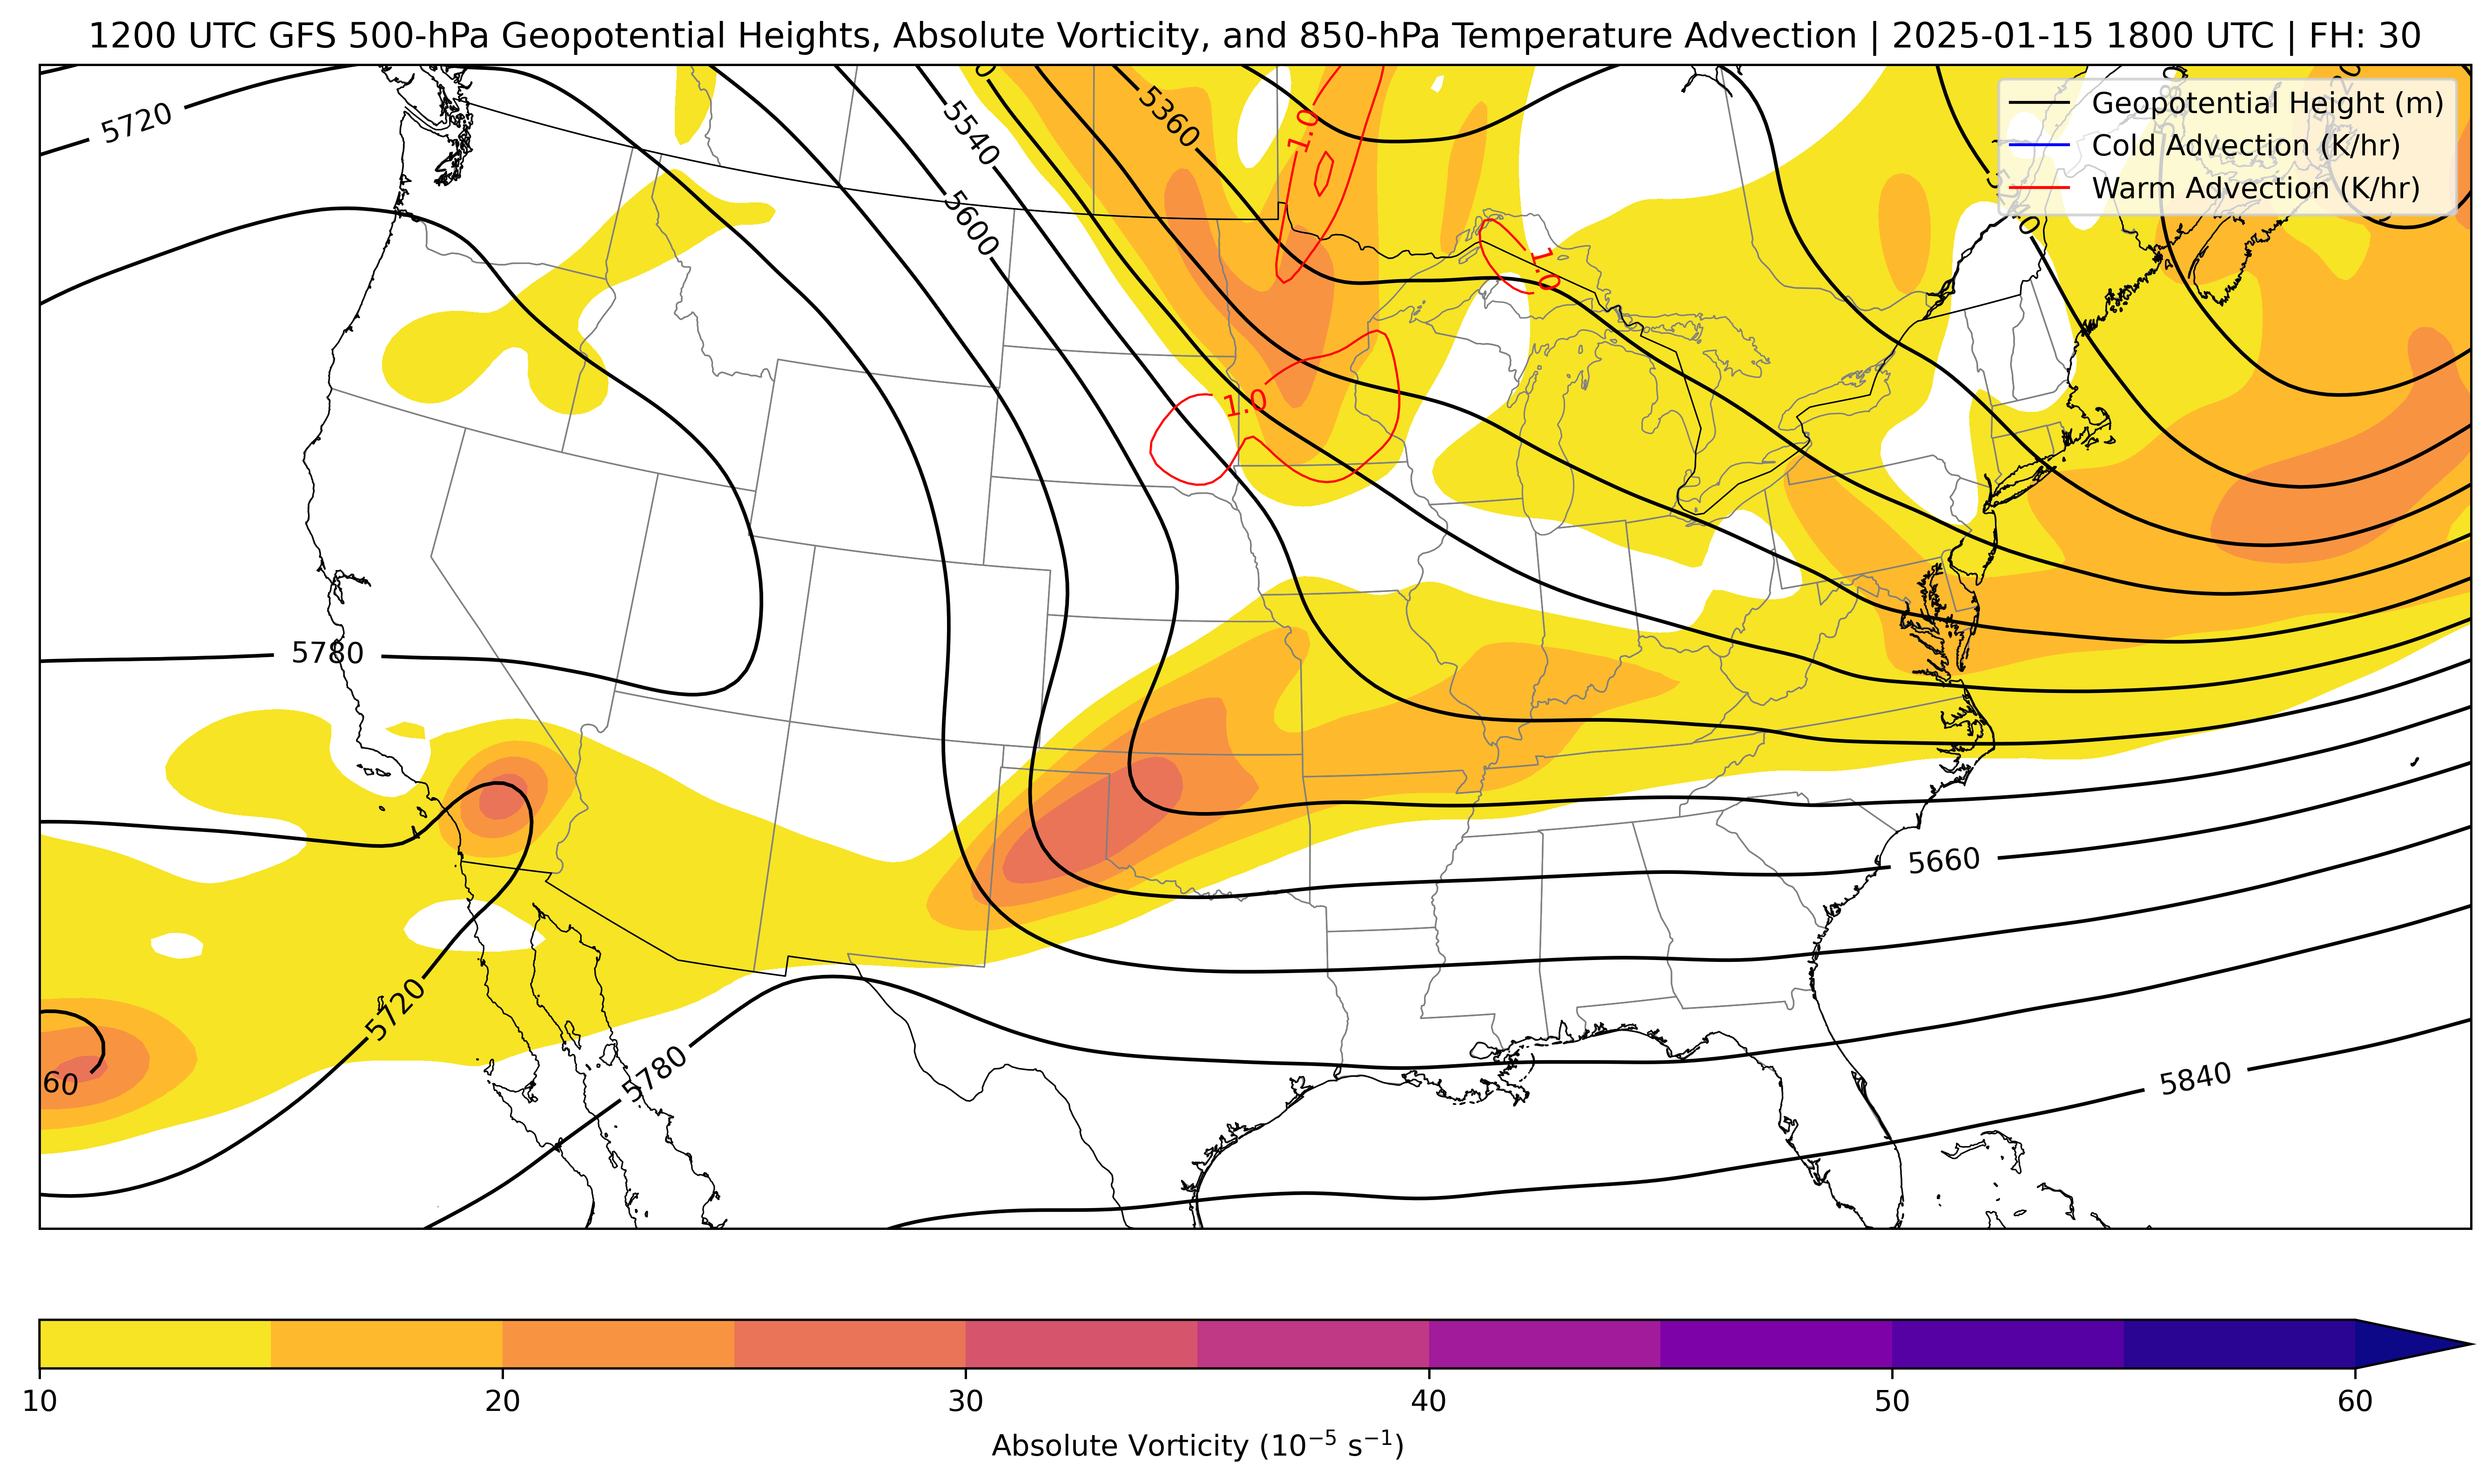 1200 UTC GFS 500-hPa Geopotential Heights, Absolute Vorticity, and 850-hPa Temperature Advection | 2025-01-15 1800 UTC | FH: 30
Geopotential Height (m)
Cold Advection (K/hr)
Warm Advection (K/hr)
5720
5360
5540
5600
1.0
1.0
1.0
5780
5660
5720
5780
60
5840
10 20 30 40 50 60
Absolute Vorticity (10⁻⁵ s⁻¹)